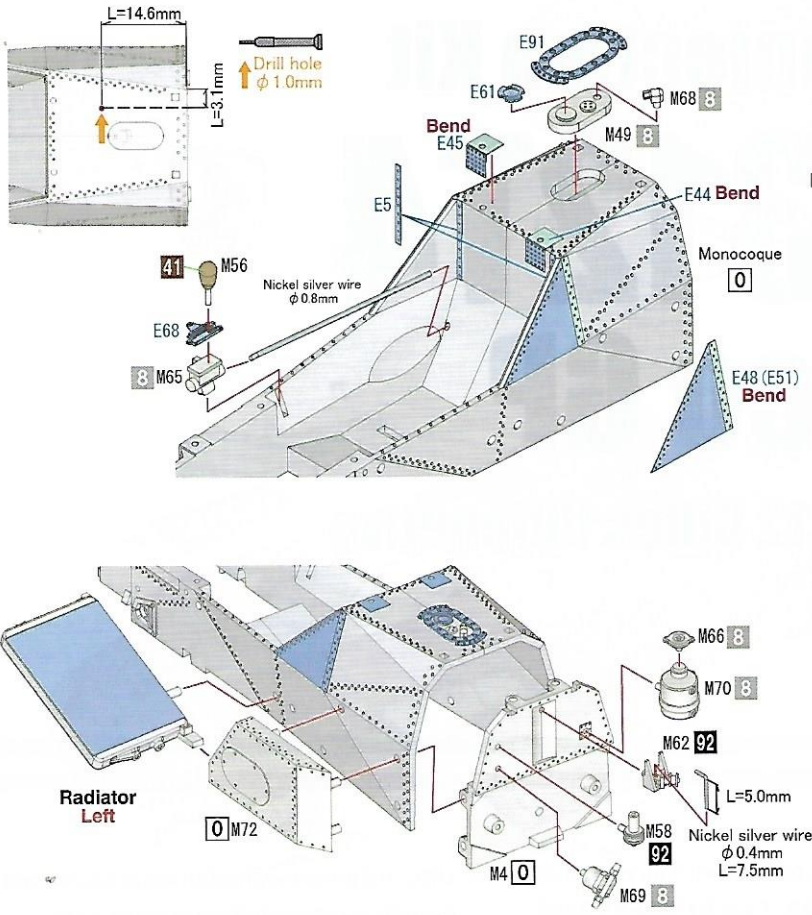 L=14.6mm
Drill hole
φ 1.0mm
L=3.1mm
E91
E61
M68 8
M49 8
Bend
E45
E5
E44 Bend
Monocoque
0
41 M56
Nickel silver wire
φ 0.8mm
E68
8 M65
E48 (E51)
Bend
M66 8
M70 8
M62 92
L=5.0mm
Nickel silver wire
φ 0.4mm
L=7.5mm
Radiator
Left
0 M72
M58
92
M4 0
M69 8